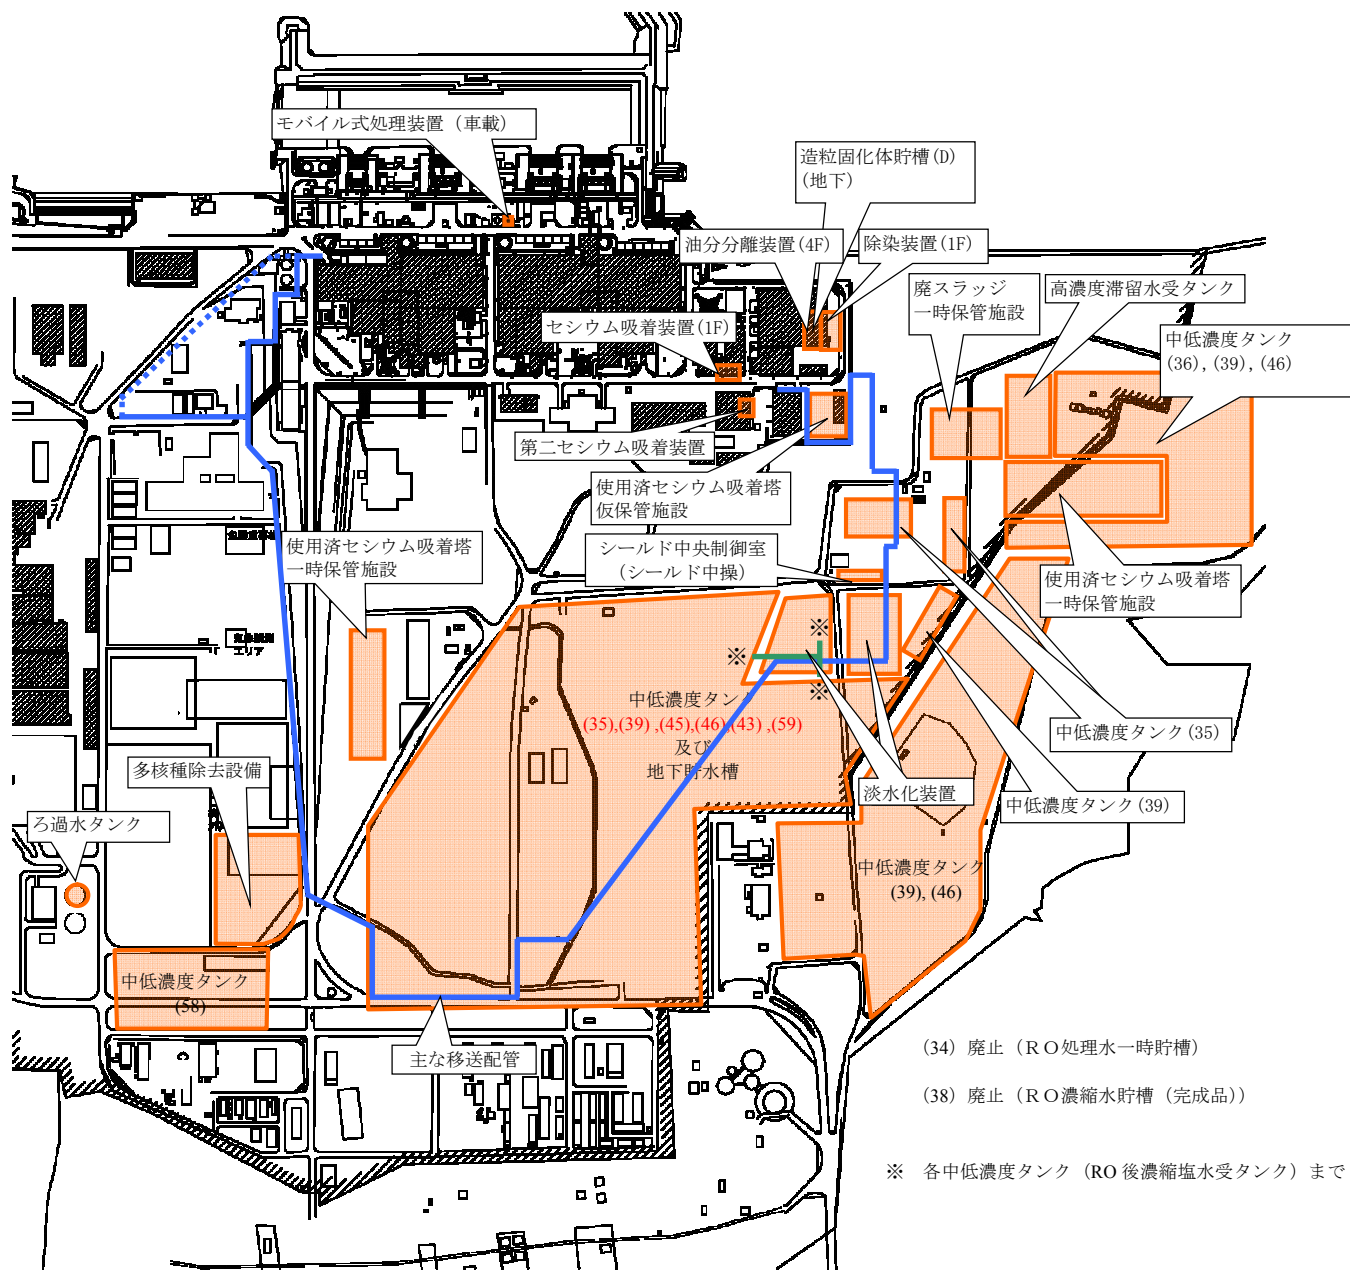 モバイル式処理装置（車載）
造粒固化体貯槽(D)
(地下)
油分分離装置(4F)
除染装置(1F)
廃スラッジ
一時保管施設
高濃度滞留水受タンク
セシウム吸着装置(1F)
中低濃度タンク
(36), (39), (46)
第二セシウム吸着装置
使用済セシウム吸着塔
仮保管施設
使用済セシウム吸着塔
一時保管施設
シールド中央制御室
（シールド中操）
使用済セシウム吸着塔
一時保管施設
エリア
※
※
※
中低濃度タンク
(35),(39) ,(45),(46),(43) ,(59)
及び
地下貯水槽
中低濃度タンク(35)
多核種除去設備
淡水化装置
中低濃度タンク(39)
ろ過水タンク
中低濃度タンク
(39), (46)
中低濃度タンク
(58)
主な移送配管
(34) 廃止（ＲＯ処理水一時貯槽）
(38) 廃止（ＲＯ濃縮水貯槽（完成品））
※　各中低濃度タンク（RO 後濃縮塩水受タンク）まで